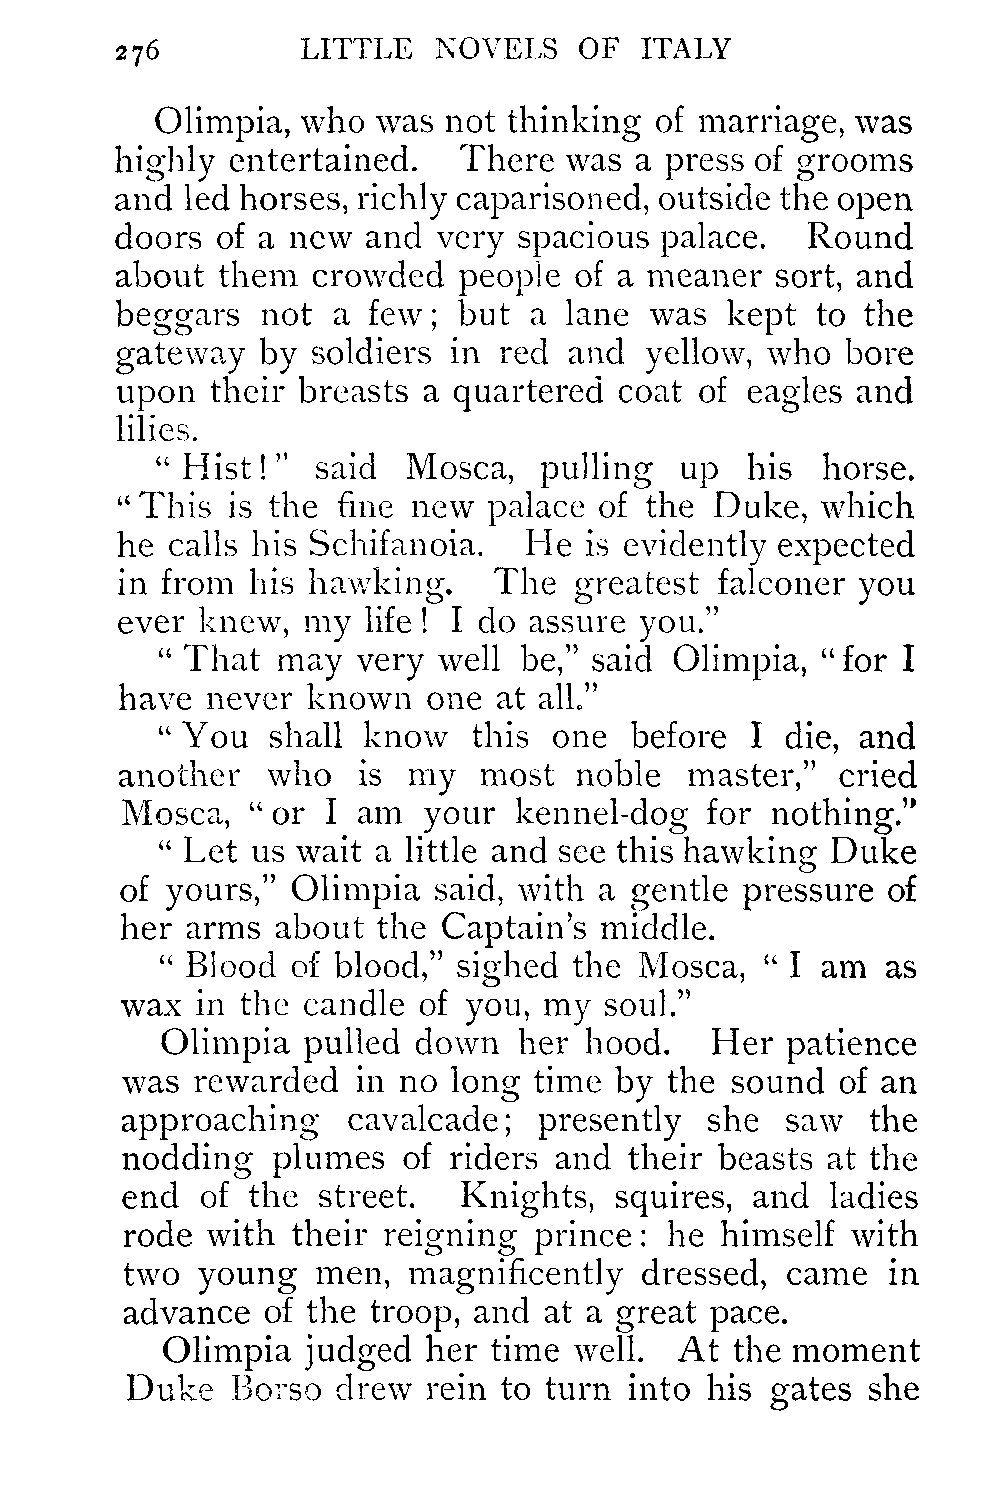 276 LITTLE NOVELS OF ITALY
Olimpia, who was not thinking of marriage, was
highly entertained. There was a press of grooms
and led horses, richly caparisoned, outside the open
doors of a new and very spacious palace. Round
about them crowded people of a meaner sort, and
beggars not a few; but a lane was kept to the
gateway by soldiers in red and yellow, who bore
upon their breasts a quartered coat of eagles and
lilies.
“ Hist! ” said Mosca, pulling up his horse.
“ This is the fine new palace of the Duke, which
he calls his Schifanoia. He is evidently expected
in from his hawking. The greatest falconer you
ever knew, my life! I do assure you.”
“ That may very well be,” said Olimpia, “ for I
have never known one at all.”
“ You shall know this one before I die, and
another who is my most noble master,” cried
Mosca, “ or I am your kennel-dog for nothing.”
“ Let us wait a little and see this hawking Duke
of yours,” Olimpia said, with a gentle pressure of
her arms about the Captain’s middle.
“ Blood of blood,” sighed the Mosca, “ I am as
wax in the candle of you, my soul.”
Olimpia pulled down her hood. Her patience
was rewarded in no long time by the sound of an
approaching cavalcade; presently she saw the
nodding plumes of riders and their beasts at the
end of the street. Knights, squires, and ladies
rode with their reigning prince: he himself with
two young men, magnificently dressed, came in
advance of the troop, and at a great pace.
Olimpia judged her time well. At the moment
Duke Borso drew rein to turn into his gates she